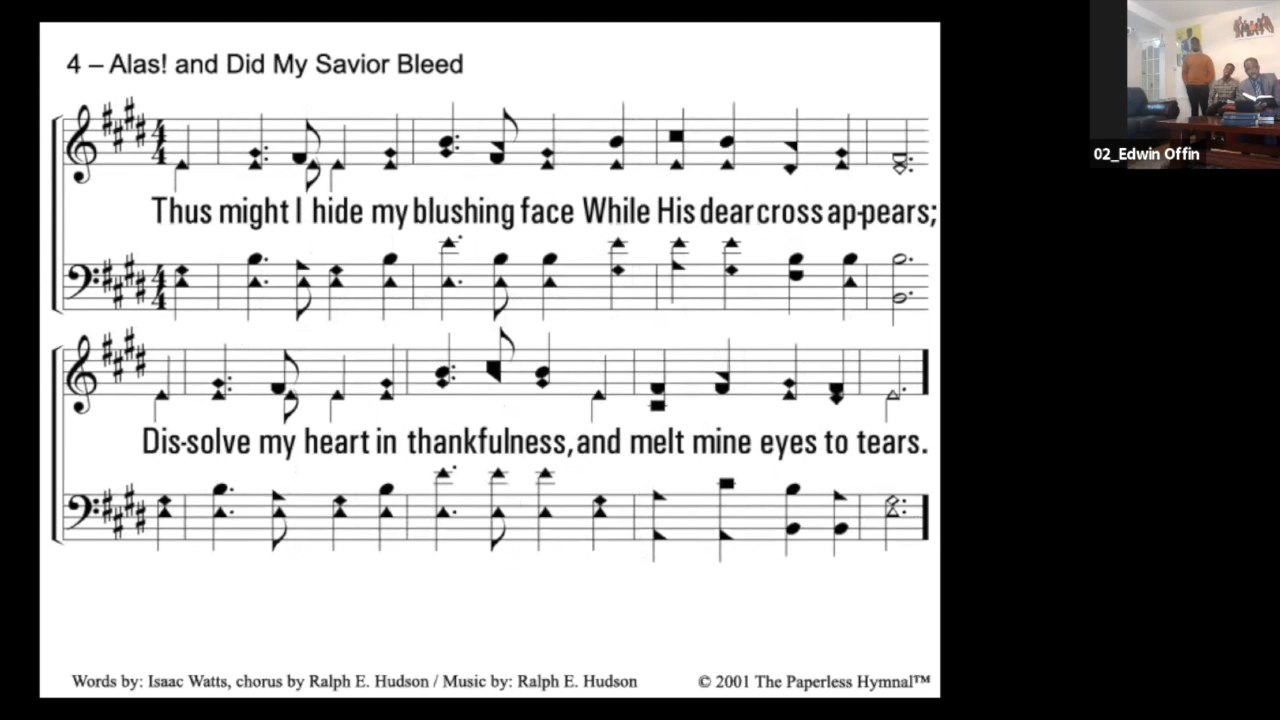 4 – Alas! and Did My Savior Bleed
Thus might I hide my blushing face While His dear cross ap-pears;
Dis-solve my heart in thankfulness, and melt mine eyes to tears.
Words by: Isaac Watts, chorus by Ralph E. Hudson / Music by: Ralph E. Hudson
© 2001 The Paperless Hymnal™
02_Edwin Offin